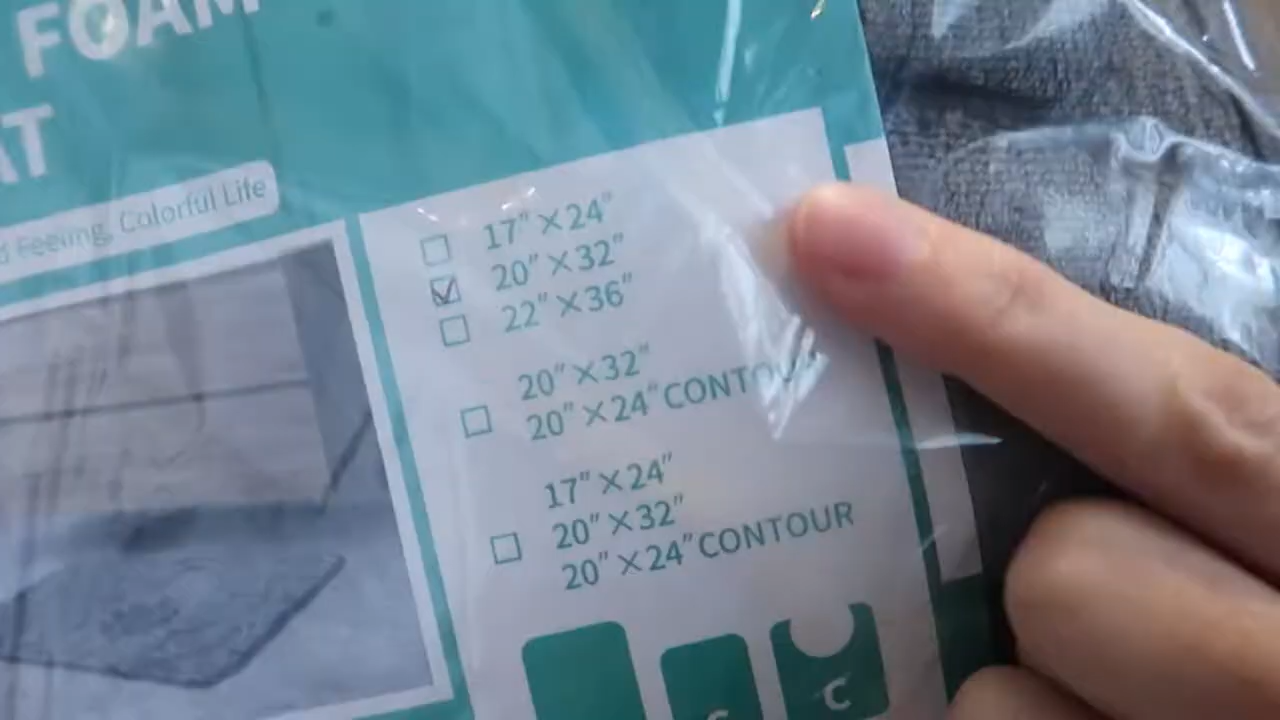 FOAM
AT
Feeling, Colorful Life
17"×24"
20"×32"
22"×36"
20"×32"
20"×24"CONTOUR
17"×24"
20"×32"
20"×24"CONTOUR
C